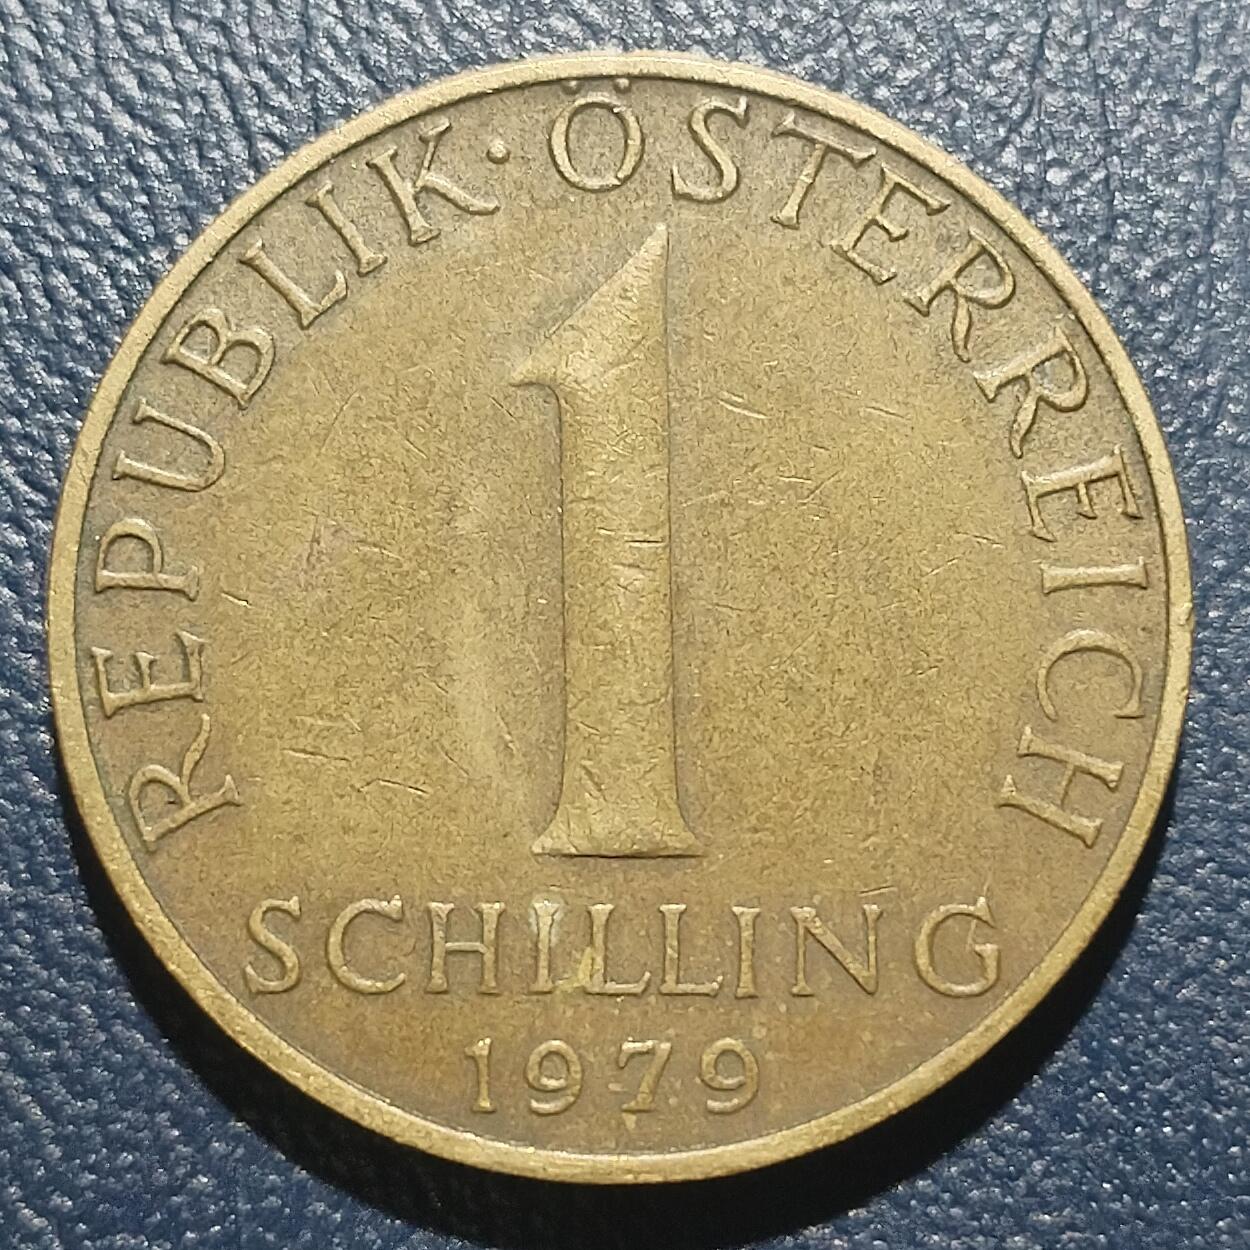 REPUBLIK · ÖSTERREICH
1
SCHILLING
1979